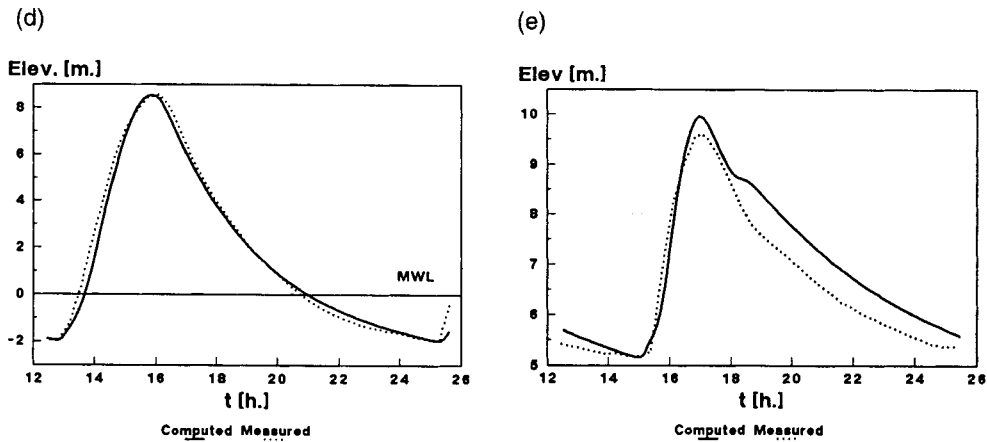 (d)
Elev. [m.]
8
6
4
2
0
-2
MWL
12 14 16 18 20 22 24 26
t [h.]
Computed Measured
(e)
Elev [m.]
10
9
8
7
6
5
12 14 16 18 20 22 24 26
t [h.]
Computed Measured